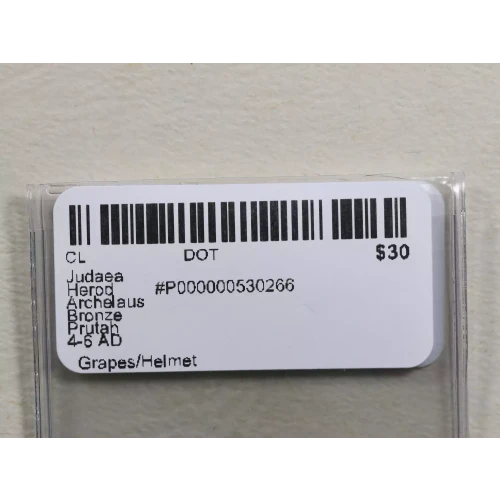 CL DOT $30
Judaea
Herod #P000000530266
Archelaus
Bronze
Prutah
4-6 AD
Grapes/Helmet